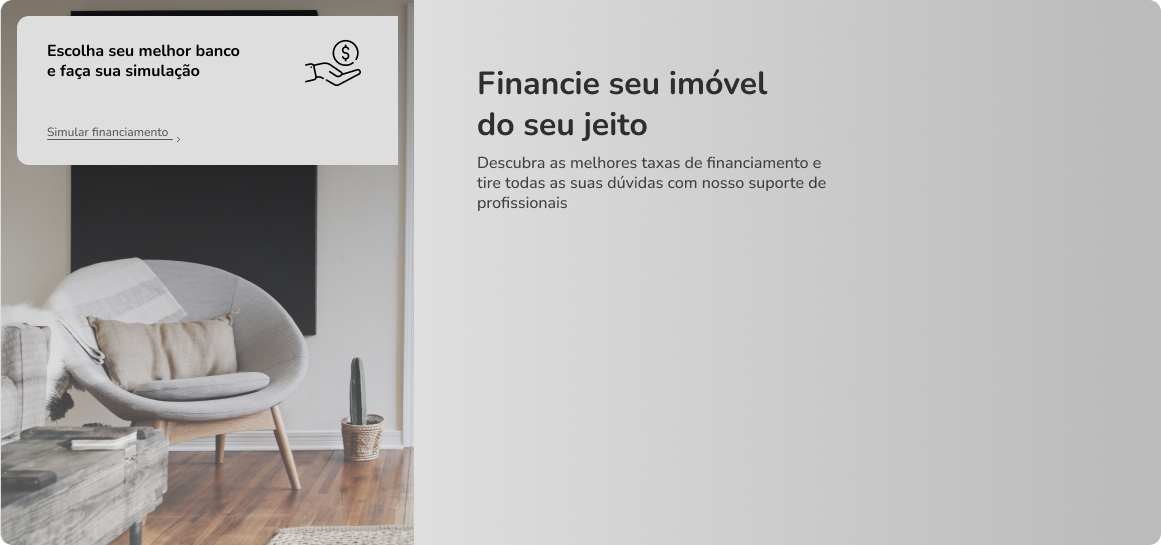 Escolha seu melhor banco
e faça sua simulação
Simular financiamento
Financie seu imóvel
do seu jeito
Descubra as melhores taxas de financiamento e
tire todas as suas dúvidas com nosso suporte de
profissionais